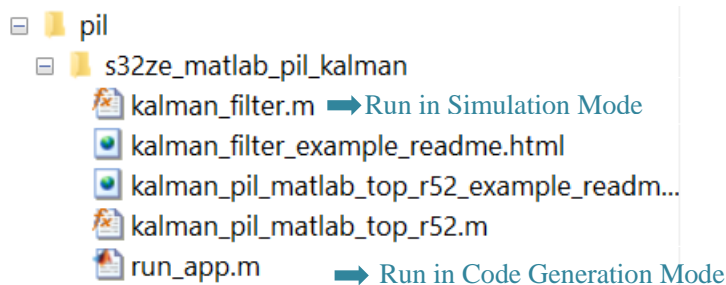 pil
s32ze_matlab_pil_kalman
kalman_filter.m Run in Simulation Mode
kalman_filter_example_readme.html
kalman_pil_matlab_top_r52_example_readm...
kalman_pil_matlab_top_r52.m
run_app.m Run in Code Generation Mode